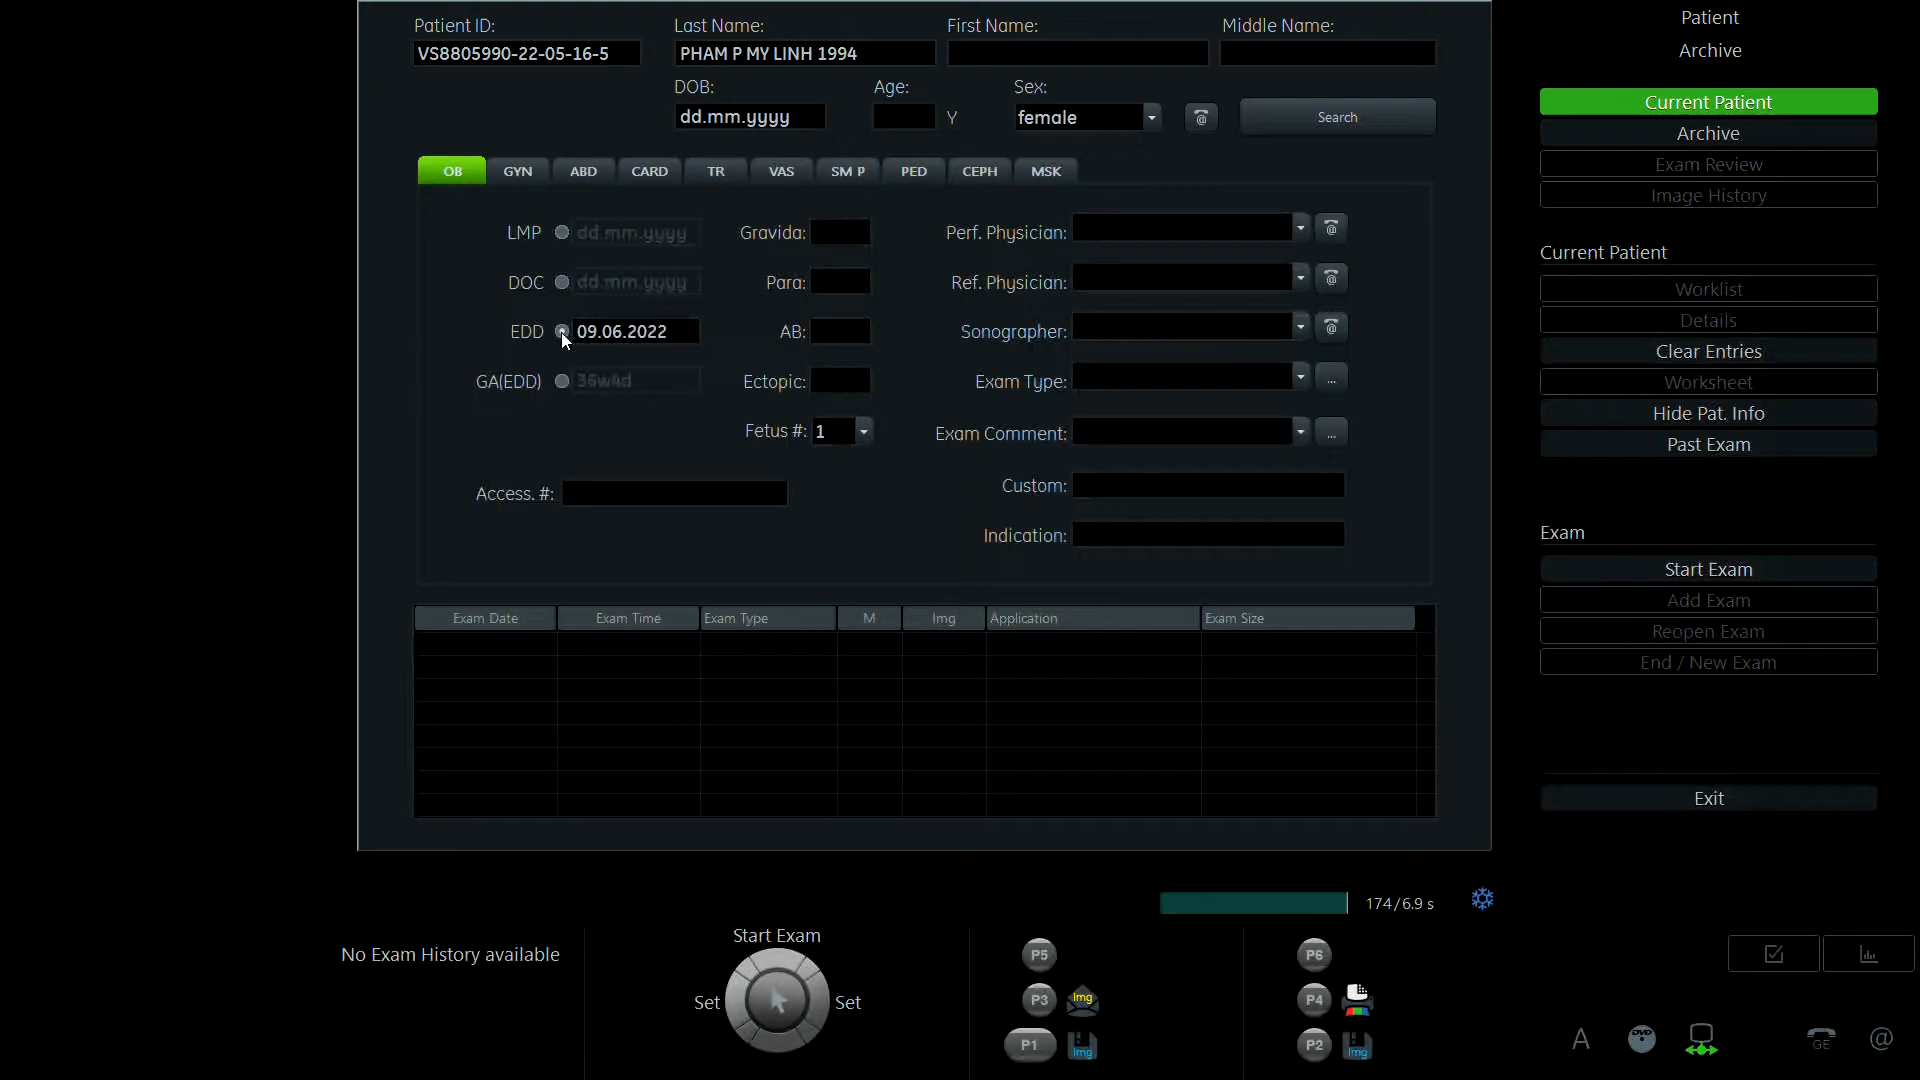 Patient ID: Last Name: First Name: Middle Name:
VS8805990-22-05-16-5 PHAM P MY LINH 1994
DOB: Age: Sex:
dd.mm.yyyy Y female @ Search
OB GYN ABD CARD TR VAS SM P PED CEPH MSK
LMP dd.mm.yyyy Gravida: Perf. Physician: @
DOC dd.mm.yyyy Para: Ref. Physician: @
EDD 09.06.2022 AB: Sonographer: @
GA(EDD) 36w4d Ectopic: Exam Type: ...
Fetus #: 1 Exam Comment: ...
Access. #: Custom:
Indication:
Exam Date Exam Time Exam Type M Img Application Exam Size
174/6.9 s
No Exam History available
Start Exam
Set Set
P5
P3 Img
P1 Img
P6
P4
P2 Img
Patient
Archive
Current Patient
Archive
Exam Review
Image History
Current Patient
Worklist
Details
Clear Entries
Worksheet
Hide Pat. Info
Past Exam
Exam
Start Exam
Add Exam
Reopen Exam
End / New Exam
Exit
A DVD GE @